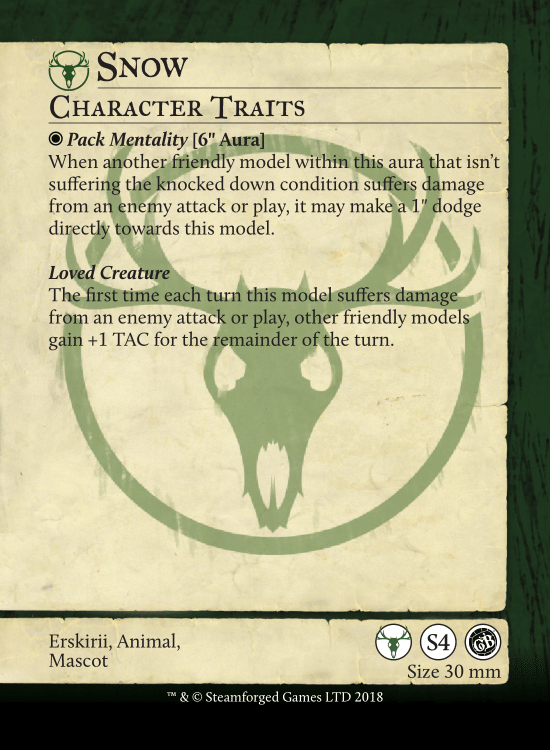 Snow
Character Traits
Pack Mentality [6" Aura]
When another friendly model within this aura that isn't
suffering the knocked down condition suffers damage
from an enemy attack or play, it may make a 1" dodge
directly towards this model.
Loved Creature
The first time each turn this model suffers damage
from an enemy attack or play, other friendly models
gain +1 TAC for the remainder of the turn.
Erskirii, Animal,
Mascot
S4
GB
Size 30 mm
™ & © Steamforged Games LTD 2018